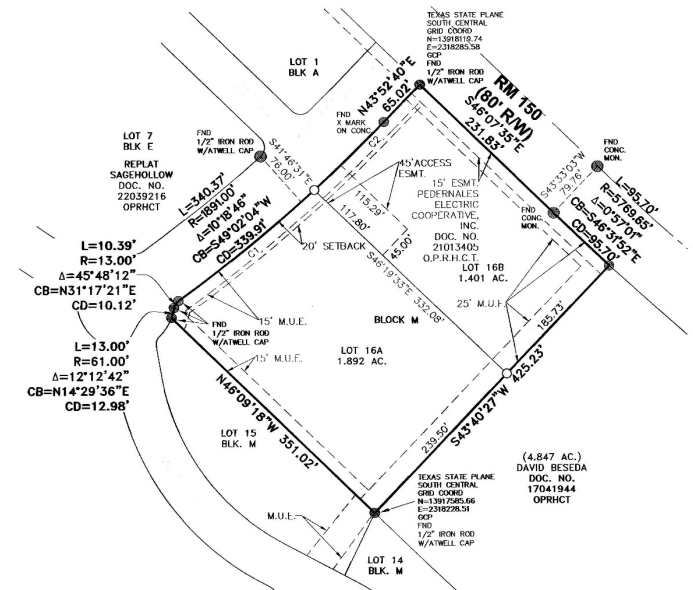 TEXAS STATE PLANE
SOUTH CENTRAL
GRID COORD
N=13918119.74
E=2318285.58
GCP
FND
1/2" IRON ROD
W/ATWELL CAP
LOT 1
BLK A
N43°52'40"E
65.02'
RM 150
(80' R/W)
S46°07'35"E
231.83'
FND
X MARK
ON CONC.
LOT 7
BLK E
REPLAT
SAGEHOLLOW
DOC. NO.
22039216
OPRHCT
FND
1/2" IRON ROD
W/ATWELL CAP
S41°46'31"E
76.00'
C2
45'ACCESS
ESMT.
15' ESMT.
PEDERNALES
ELECTRIC
COOPERATIVE,
INC.
DOC. NO.
21013405
O.P.R.H.C.T.
FND
CONC.
MON.
S43°33'03"W
79.76'
FND
CONC.
MON.
L=95.70'
R=5769.65'
Δ=0°57'01"
CB=S46°31'52"E
CD=95.70'
L=340.37'
R=1891.00'
Δ=10°18'46"
CB=S49°02'04"W
CD=339.91'
C1
115.29'
117.80'
45.00'
20' SETBACK
S46°19'33"E 332.08'
LOT 16B
1.401 AC.
25' M.U.E.
185.73'
L=10.39'
R=13.00'
Δ=45°48'12"
CB=N31°17'21"E
CD=10.12'
FND
1/2" IRON ROD
W/ATWELL CAP
15' M.U.E.
15' M.U.E.
BLOCK M
LOT 16A
1.892 AC.
L=13.00'
R=61.00'
Δ=12°12'42"
CB=N14°29'36"E
CD=12.98'
N46°09'18"W 351.02'
S43°40'27"W 425.23'
239.50'
LOT 15
BLK. M
(4.847 AC.)
DAVID BESEDA
DOC. NO.
17041944
OPRHCT
TEXAS STATE PLANE
SOUTH CENTRAL
GRID COORD
N=13917585.66
E=2318228.51
GCP
FND
1/2" IRON ROD
W/ATWELL CAP
M.U.E.
LOT 14
BLK. M